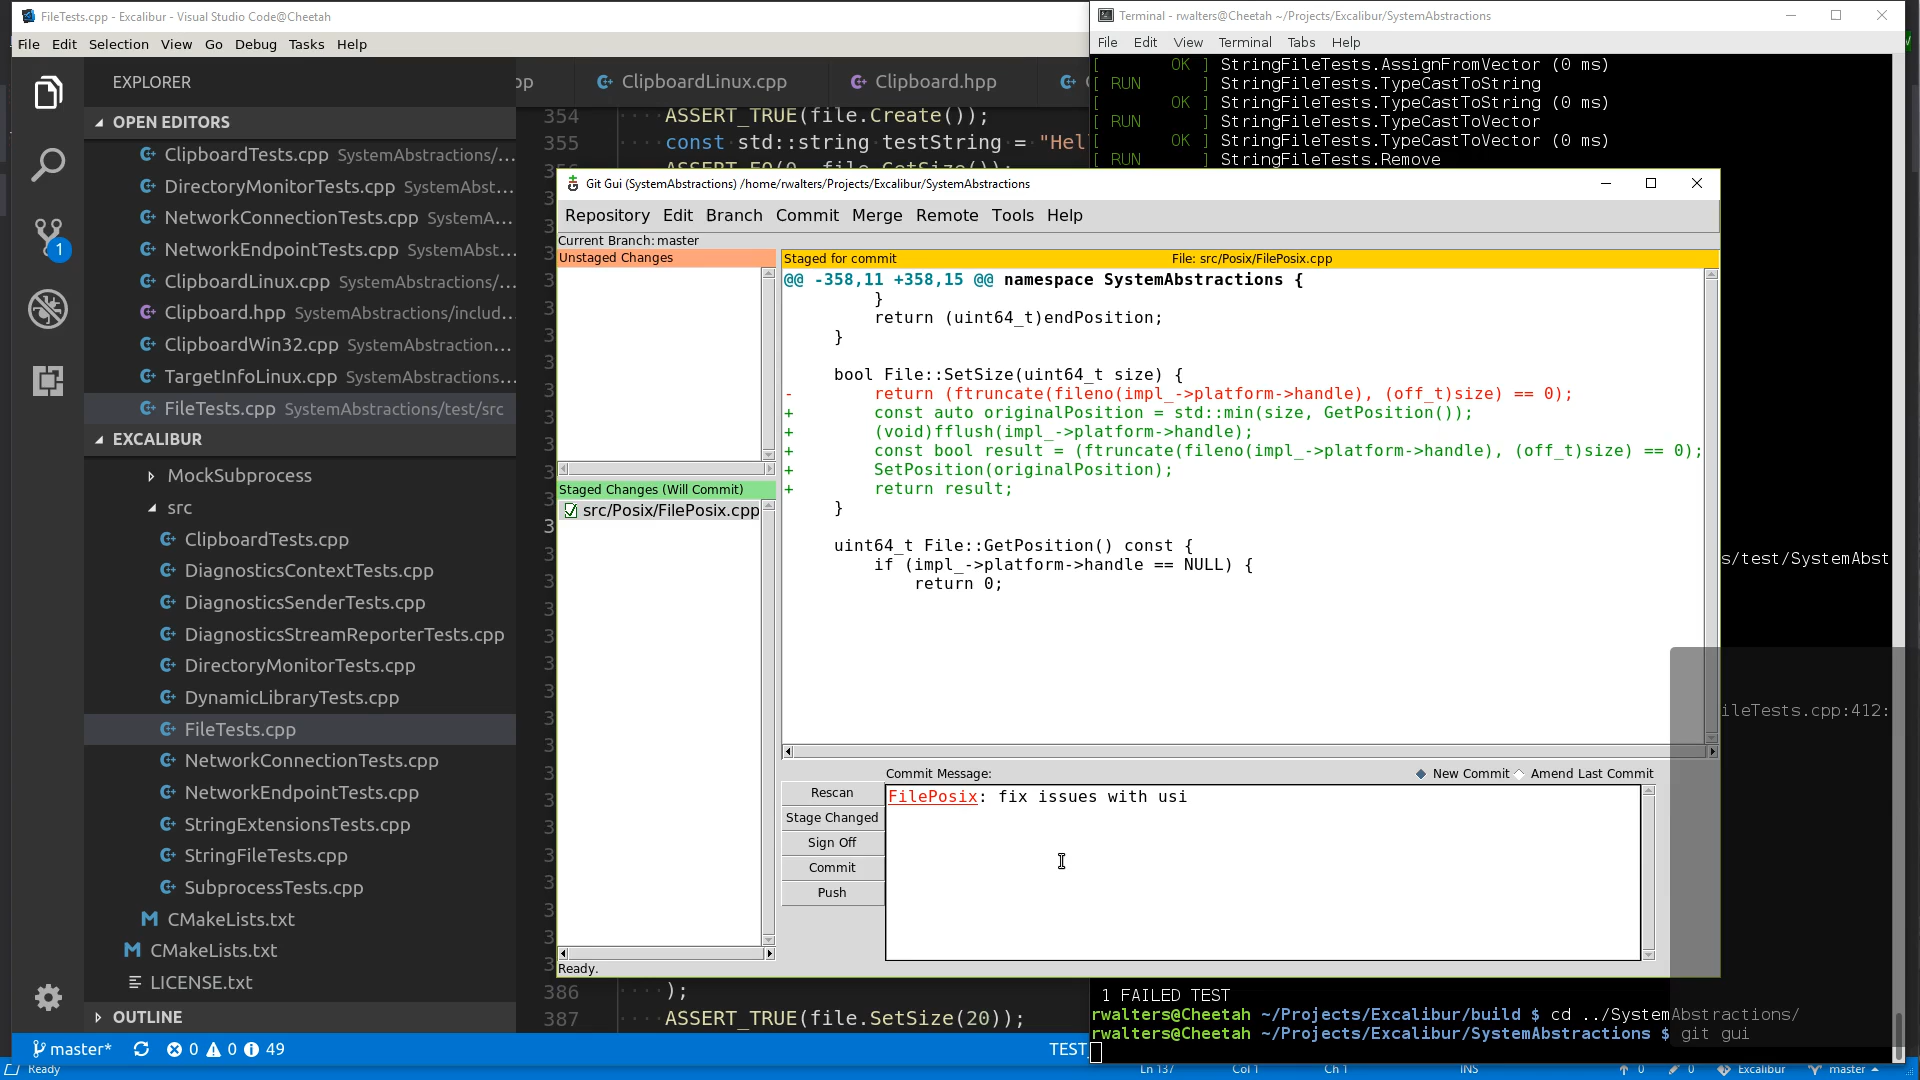 FileTests.cpp - Excalibur - Visual Studio Code@Cheetah
File Edit Selection View Go Debug Tasks Help
EXPLORER
OPEN EDITORS
ClipboardTests.cpp SystemAbstractions/...
DirectoryMonitorTests.cpp SystemAbst...
NetworkConnectionTests.cpp SystemA...
NetworkEndpointTests.cpp SystemAbst...
ClipboardLinux.cpp SystemAbstractions/...
Clipboard.hpp SystemAbstractions/includ...
ClipboardWin32.cpp SystemAbstraction...
TargetInfoLinux.cpp SystemAbstractions...
FileTests.cpp SystemAbstractions/test/src
EXCALIBUR
MockSubprocess
src
ClipboardTests.cpp
DiagnosticsContextTests.cpp
DiagnosticsSenderTests.cpp
DiagnosticsStreamReporterTests.cpp
DirectoryMonitorTests.cpp
DynamicLibraryTests.cpp
FileTests.cpp
NetworkConnectionTests.cpp
NetworkEndpointTests.cpp
StringExtensionsTests.cpp
StringFileTests.cpp
SubprocessTests.cpp
CMakeLists.txt
CMakeLists.txt
LICENSE.txt
OUTLINE
1
master* 0 0 49
Ready
pp ClipboardLinux.cpp Clipboard.hpp
354 ASSERT_TRUE(file.Create());
355 const std::string testString = "Hel
386 );
387 ASSERT_TRUE(file.SetSize(20));
TEST
Terminal - rwalters@Cheetah ~/Projects/Excalibur/SystemAbstractions
File Edit View Terminal Tabs Help
[ OK ] StringFileTests.AssignFromVector (0 ms)
[ RUN ] StringFileTests.TypeCastToString
[ OK ] StringFileTests.TypeCastToString (0 ms)
[ RUN ] StringFileTests.TypeCastToVector
[ OK ] StringFileTests.TypeCastToVector (0 ms)
[ RUN ] StringFileTests.Remove
s/test/SystemAbst
ileTests.cpp:412:
1 FAILED TEST
rwalters@Cheetah ~/Projects/Excalibur/build $ cd ../SystemAbstractions/
rwalters@Cheetah ~/Projects/Excalibur/SystemAbstractions $ git gui
Git Gui (SystemAbstractions) /home/rwalters/Projects/Excalibur/SystemAbstractions
Repository Edit Branch Commit Merge Remote Tools Help
Current Branch: master
Unstaged Changes
Staged Changes (Will Commit)
src/Posix/FilePosix.cpp
Staged for commit File: src/Posix/FilePosix.cpp
@@ -358,11 +358,15 @@ namespace SystemAbstractions {
}
return (uint64_t)endPosition;
}
bool File::SetSize(uint64_t size) {
- return (ftruncate(fileno(impl_->platform->handle), (off_t)size) == 0);
+ const auto originalPosition = std::min(size, GetPosition());
+ (void)fflush(impl_->platform->handle);
+ const bool result = (ftruncate(fileno(impl_->platform->handle), (off_t)size) == 0);
+ SetPosition(originalPosition);
+ return result;
}
uint64_t File::GetPosition() const {
if (impl_->platform->handle == NULL) {
return 0;
Commit Message: New Commit Amend Last Commit
Rescan
Stage Changed
Sign Off
Commit
Push
FilePosix: fix issues with usi
Ready.
Ln 137 Col 1 Ch 1 INS 0 0 Excalibur master